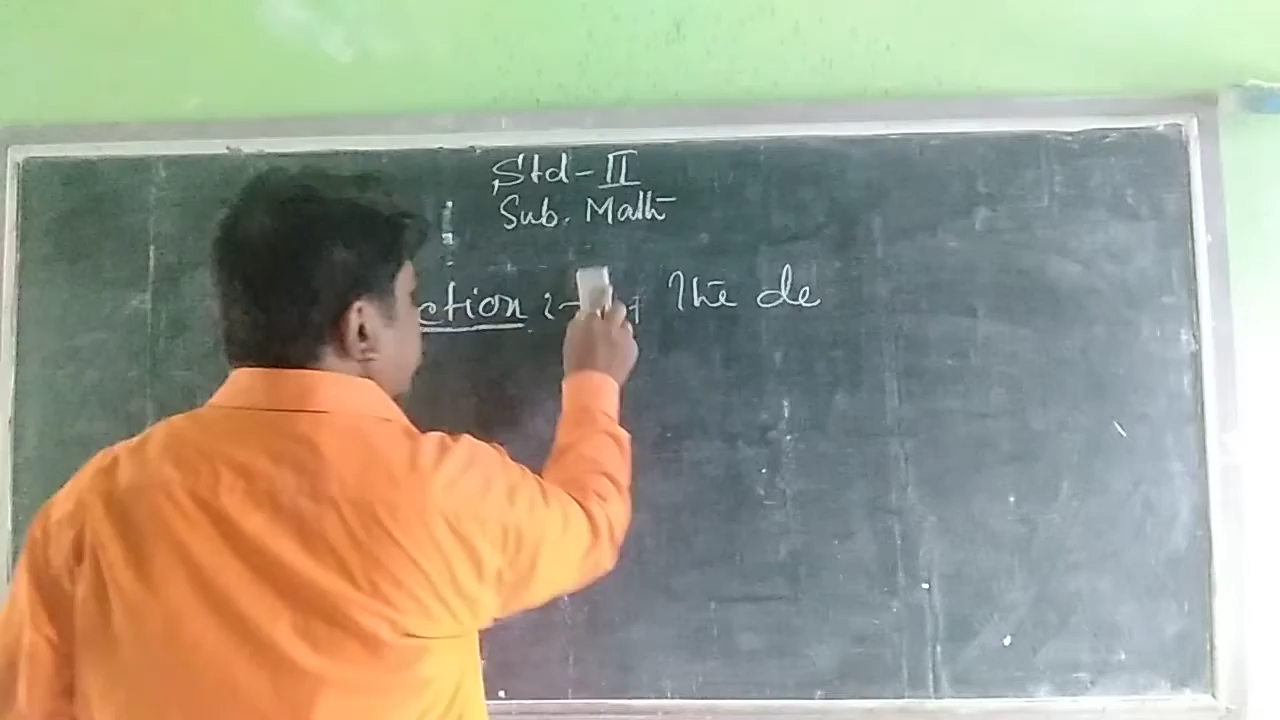 Std-II
Sub. Math
ction :- The de